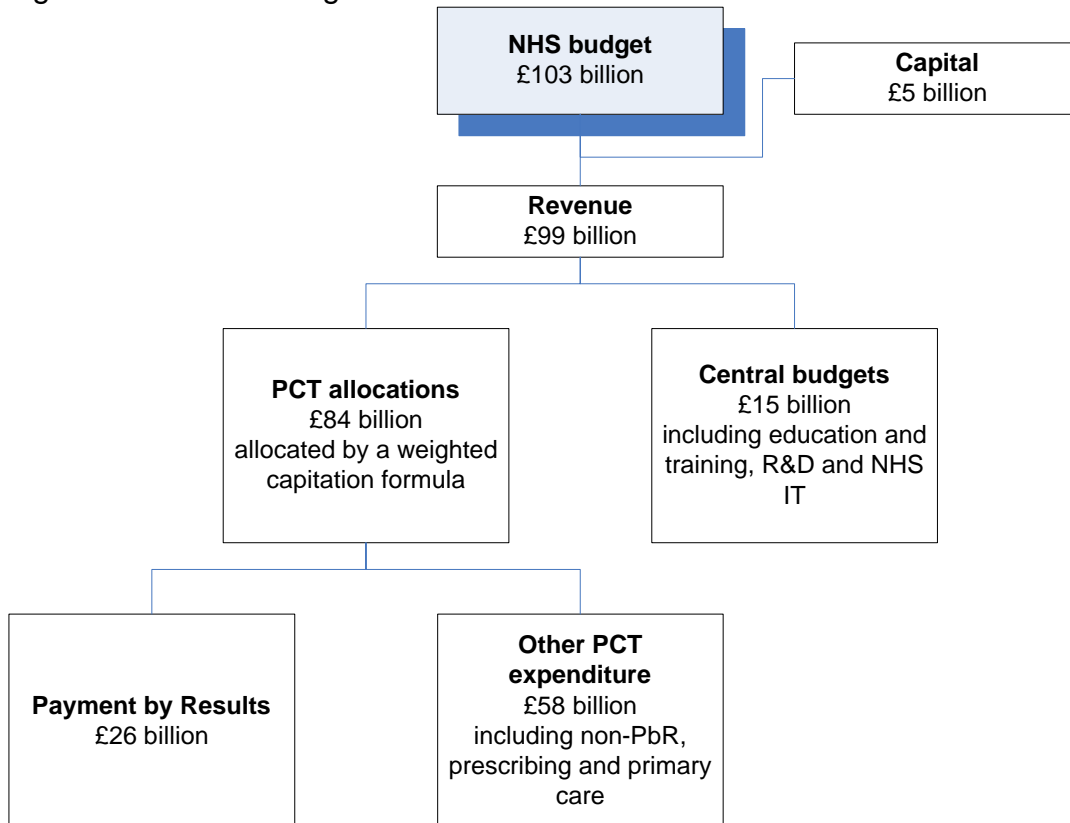 NHS budget
£103 billion
Capital
£5 billion
Revenue
£99 billion
PCT allocations
£84 billion
allocated by a weighted
capitation formula
Central budgets
£15 billion
including education and
training, R&D and NHS
IT
Payment by Results
£26 billion
Other PCT
expenditure
£58 billion
including non-PbR,
prescribing and primary
care